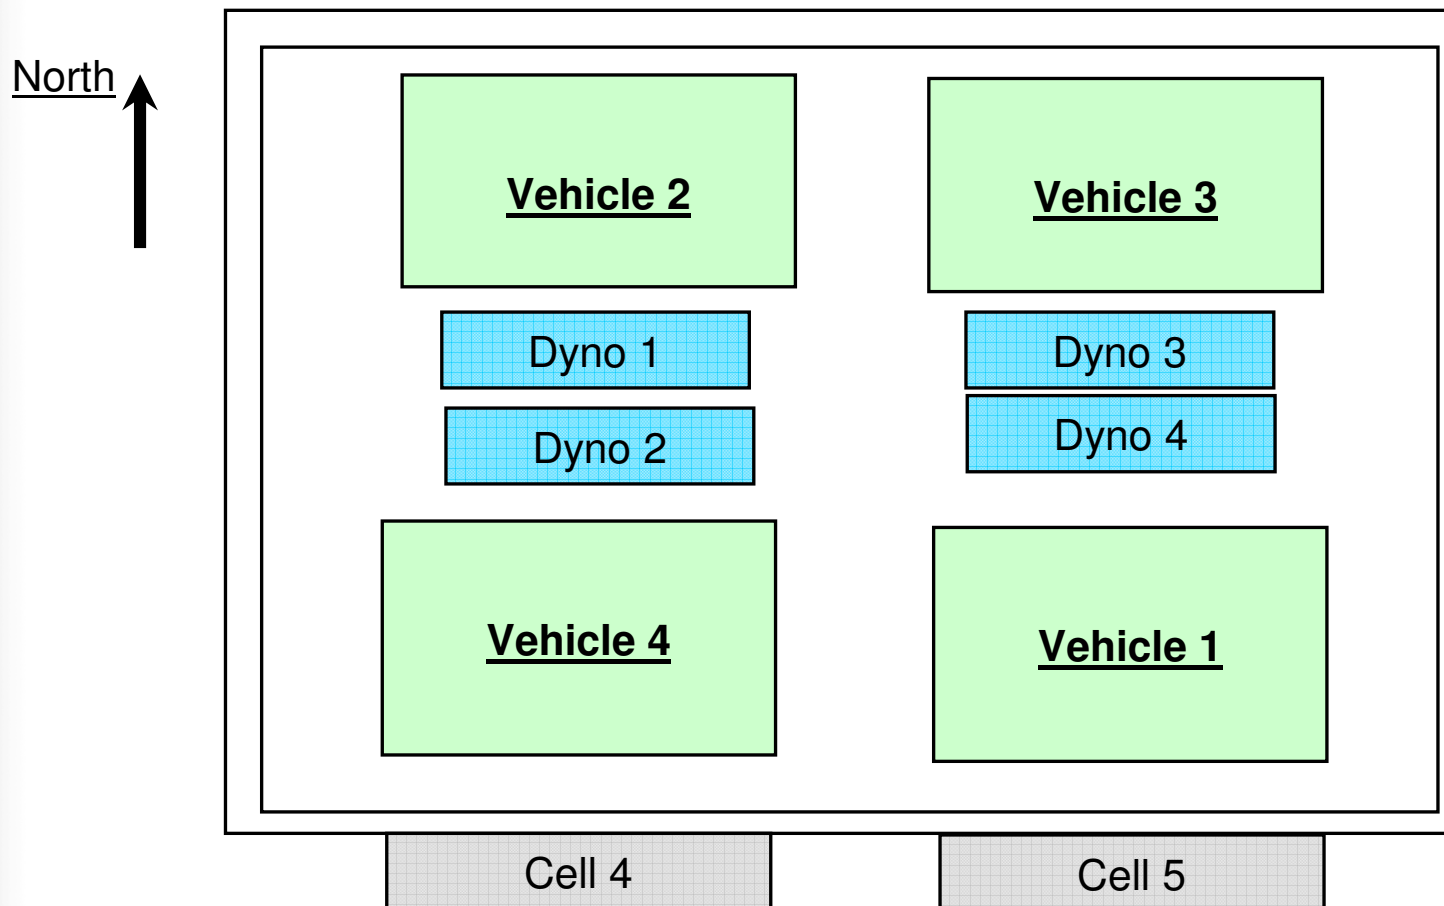 North
Vehicle 2
Vehicle 3
Dyno 1
Dyno 3
Dyno 2
Dyno 4
Vehicle 4
Vehicle 1
Cell 4
Cell 5